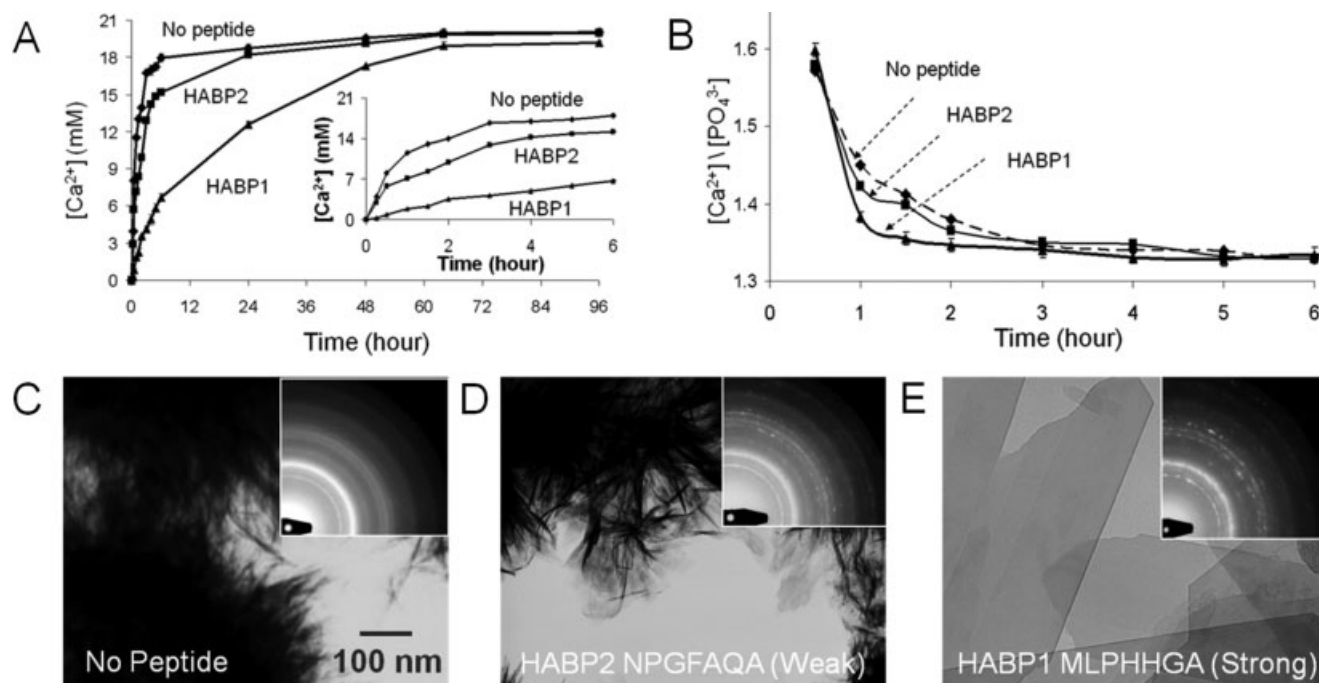 A
[Ca²⁺] (mM)
21
18
15
12
9
6
3
0
No peptide
HABP2
HABP1
0 12 24 36 48 60 72 84 96
Time (hour)
[Ca²⁺] (mM)
21
14
7
0
No peptide
HABP2
HABP1
0 2 4 6
Time (hour)
B
[Ca²⁺] \ [PO₄³⁻]
1.6
1.5
1.4
1.3
No peptide
HABP2
HABP1
0 1 2 3 4 5 6
Time (hour)
C
No Peptide
100 nm
D
HABP2 NPGFAQA (Weak)
E
HABP1 MLPHHGA (Strong)